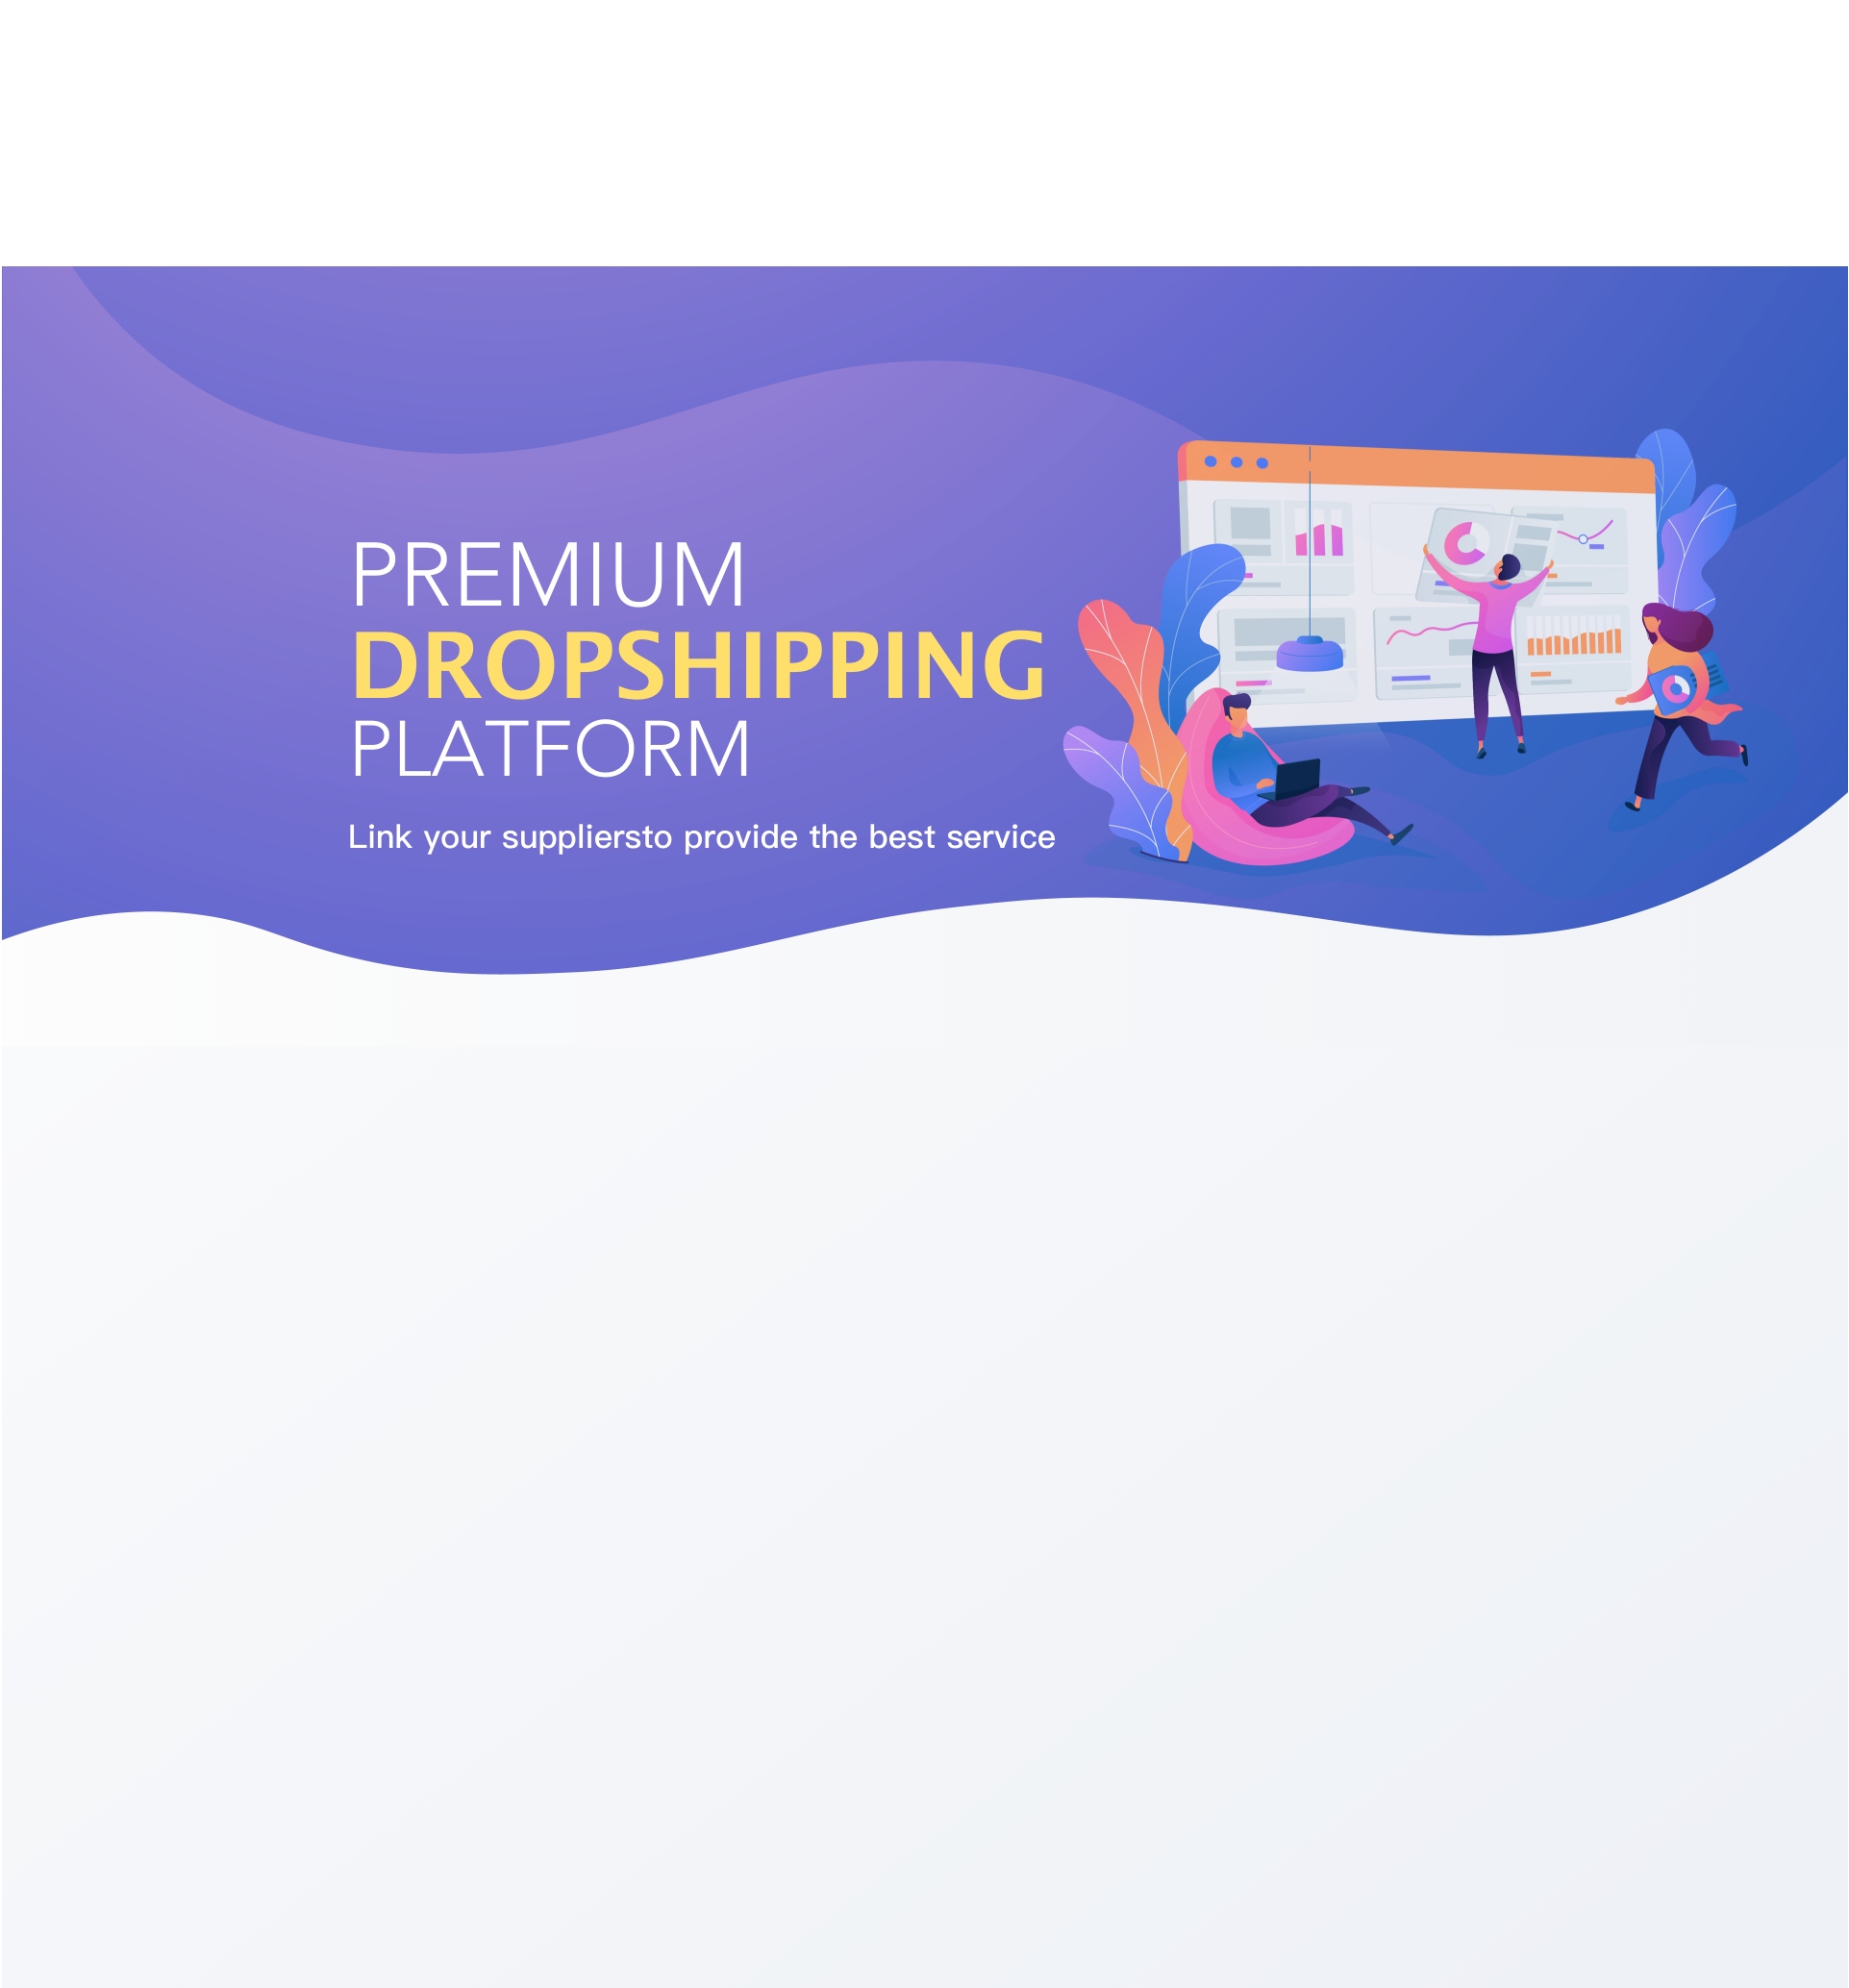 PREMIUM
DROPSHIPPING
PLATFORM
Link your suppliersto provide the best service